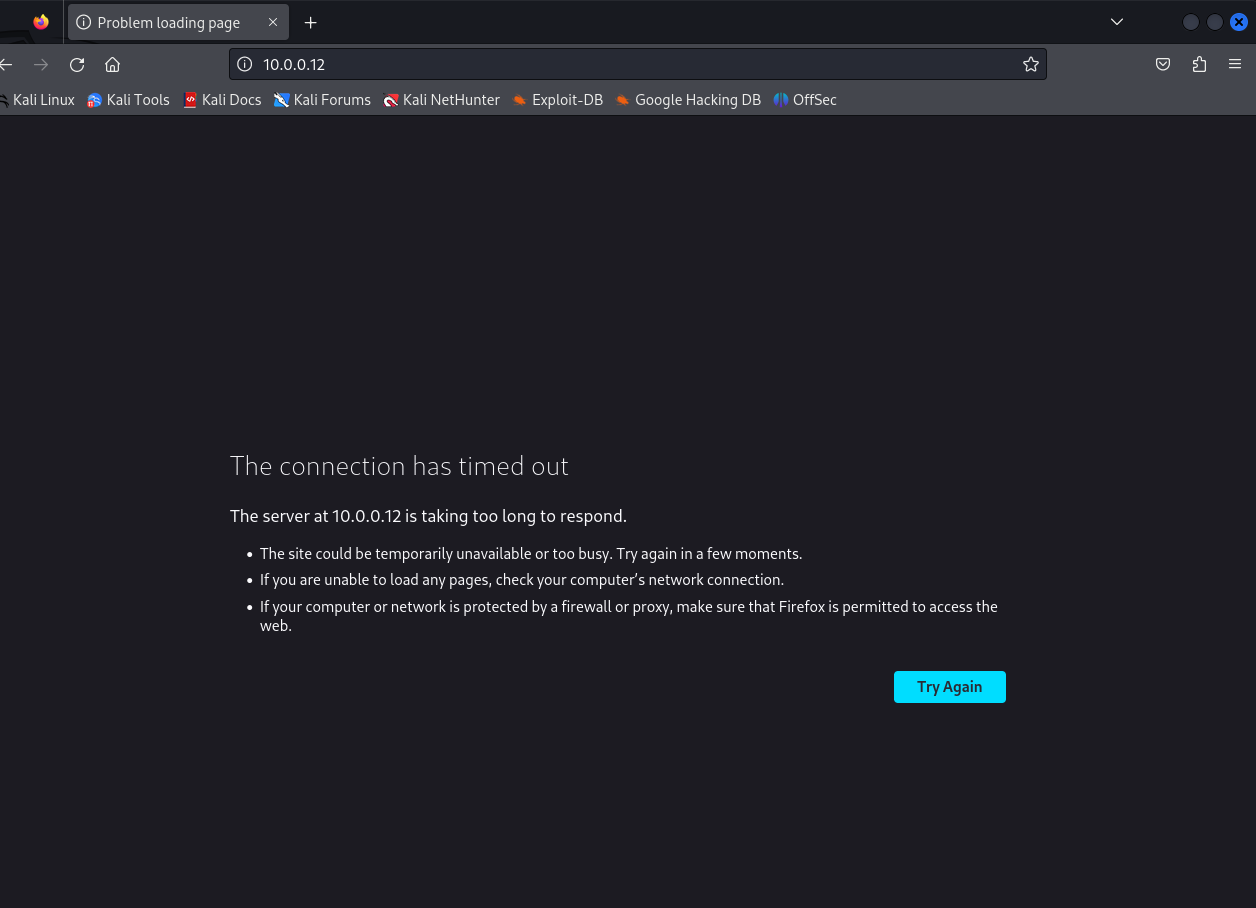 Problem loading page
10.0.0.12
Kali Linux Kali Tools Kali Docs Kali Forums Kali NetHunter Exploit-DB Google Hacking DB OffSec
The connection has timed out
The server at 10.0.0.12 is taking too long to respond.
• The site could be temporarily unavailable or too busy. Try again in a few moments.
• If you are unable to load any pages, check your computer’s network connection.
• If your computer or network is protected by a firewall or proxy, make sure that Firefox is permitted to access the
web.
Try Again